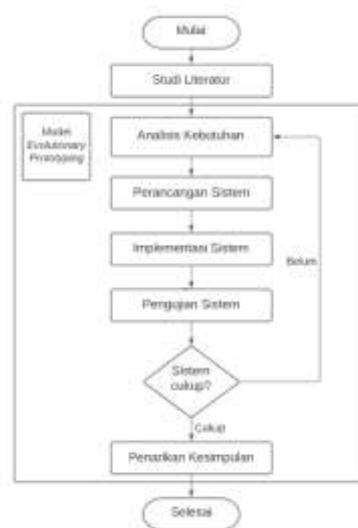 Mulai
Studi Literatur
Model
Evolutionary
Prototyping
Analisis Kebutuhan
Perancangan Sistem
Implementasi Sistem
Belum
Pengujian Sistem
Sistem
cukup?
Cukup
Penarikan Kesimpulan
Selesai